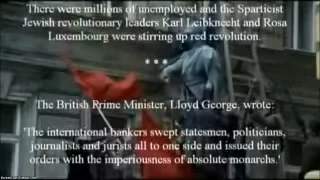 There were millions of unemployed and the Sparticist
Jewish revolutionary leaders Karl Leibknecht and Rosa
Luxembourg were stirring up red revolution.
* * *
The British Prime Minister, Lloyd George, wrote:
'The international bankers swept statesmen, politicians,
journalists and jurists all to one side and issued their
orders with the imperiousness of absolute monarchs.'